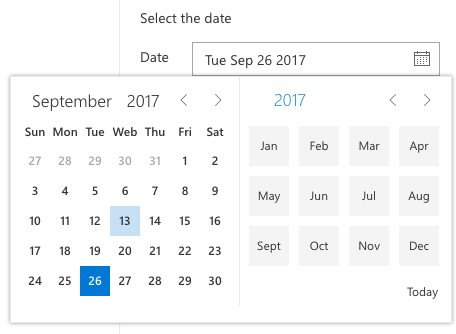 Select the date
Date Tue Sep 26 2017
September 2017
Sun Mon Tue Web Thu Fri Sat
27 28 29 30 31 1 2
3 4 5 6 7 8 9
10 11 12 13 14 15 16
17 18 19 20 21 22 23
24 25 26 27 28 29 30
2017
Jan Feb Mar Apr
May Jun Jul Aug
Sept Oct Nov Dec
Today